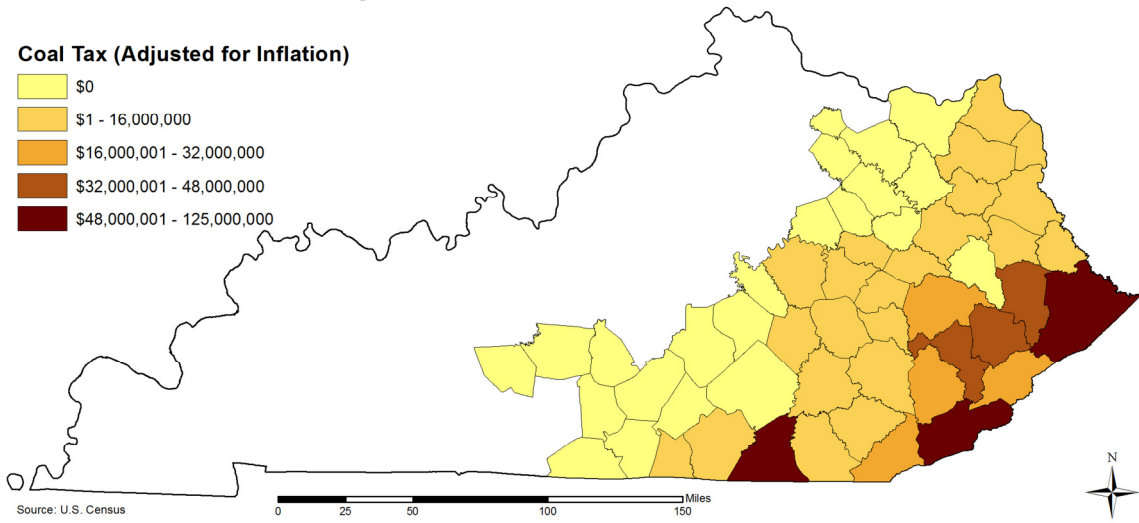 Coal Tax (Adjusted for Inflation)
$0
$1 - 16,000,000
$16,000,001 - 32,000,000
$32,000,001 - 48,000,000
$48,000,001 - 125,000,000
N
Miles
0 25 50 100 150
Source: U.S. Census